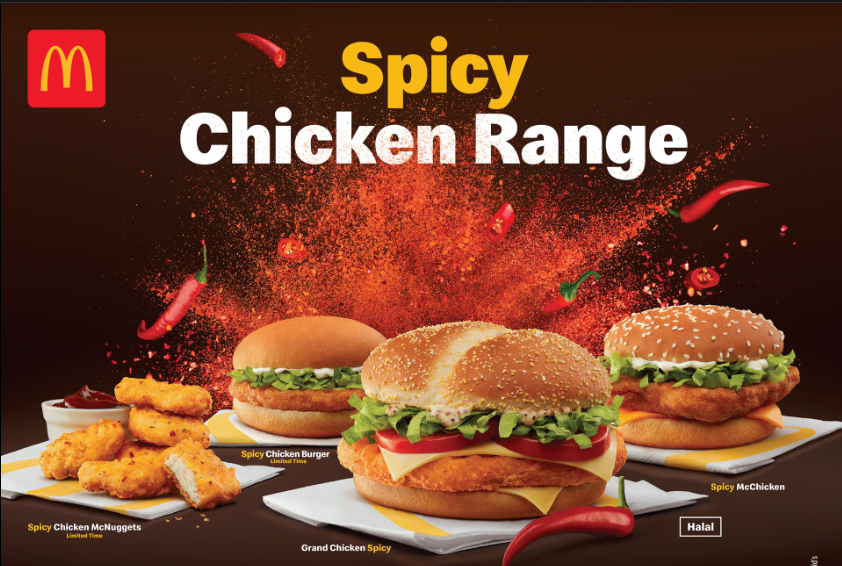 Spicy
Chicken Range
Spicy Chicken Burger
Limited Time
Spicy McChicken
Spicy Chicken McNuggets
Limited Time
Halal
Grand Chicken Spicy